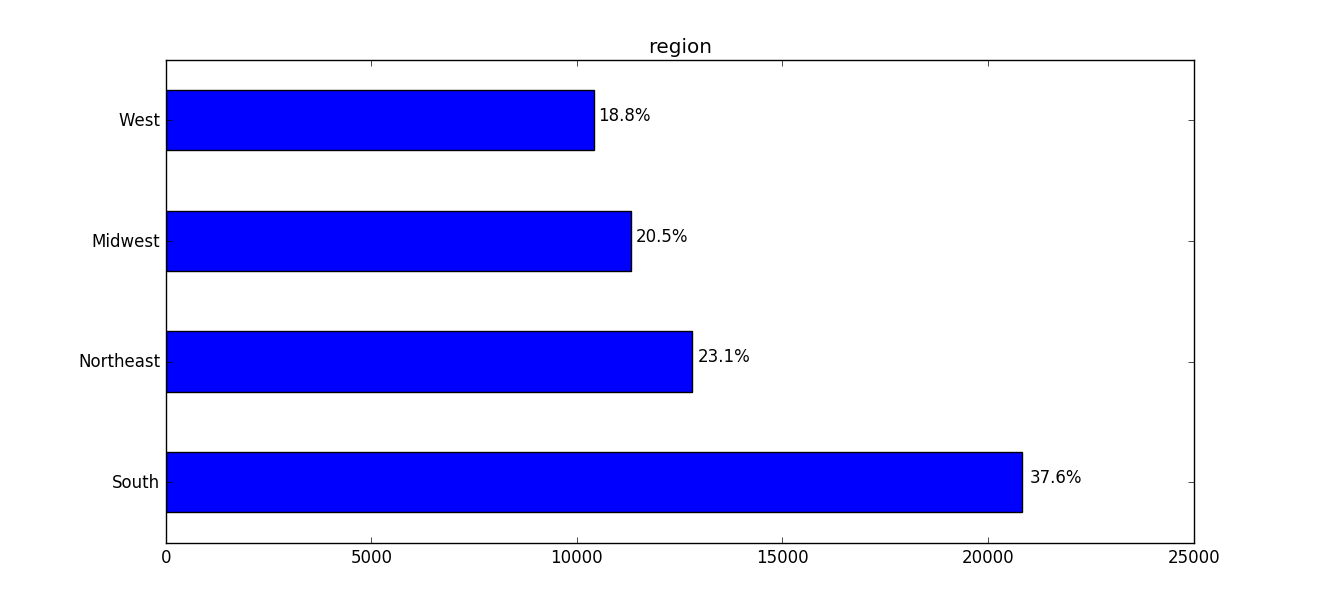 region
West 18.8%
Midwest 20.5%
Northeast 23.1%
South 37.6%
0 5000 10000 15000 20000 25000